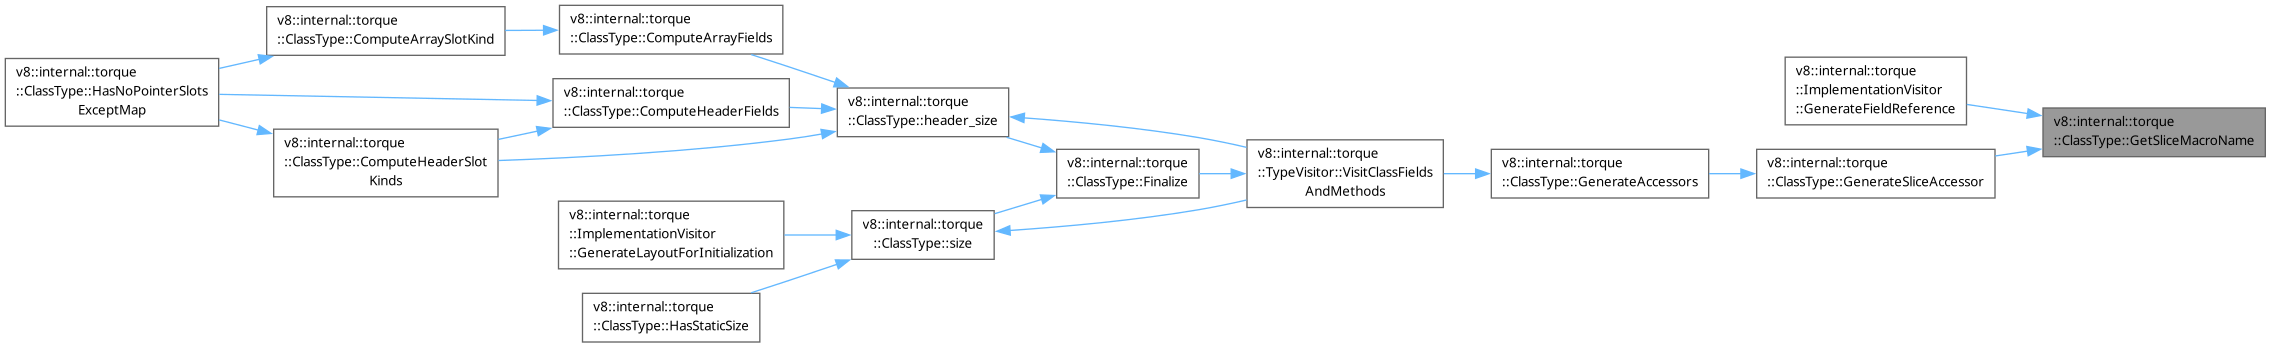 v8::internal::torque
::ClassType::HasNoPointerSlots
ExceptMap
v8::internal::torque
::ClassType::ComputeArraySlotKind
v8::internal::torque
::ClassType::ComputeHeaderSlot
Kinds
v8::internal::torque
::ClassType::ComputeArrayFields
v8::internal::torque
::ClassType::ComputeHeaderFields
v8::internal::torque
::ImplementationVisitor
::GenerateLayoutForInitialization
v8::internal::torque
::ClassType::HasStaticSize
v8::internal::torque
::ClassType::header_size
v8::internal::torque
::ClassType::size
v8::internal::torque
::ClassType::Finalize
v8::internal::torque
::TypeVisitor::VisitClassFields
AndMethods
v8::internal::torque
::ClassType::GenerateAccessors
v8::internal::torque
::ImplementationVisitor
::GenerateFieldReference
v8::internal::torque
::ClassType::GenerateSliceAccessor
v8::internal::torque
::ClassType::GetSliceMacroName